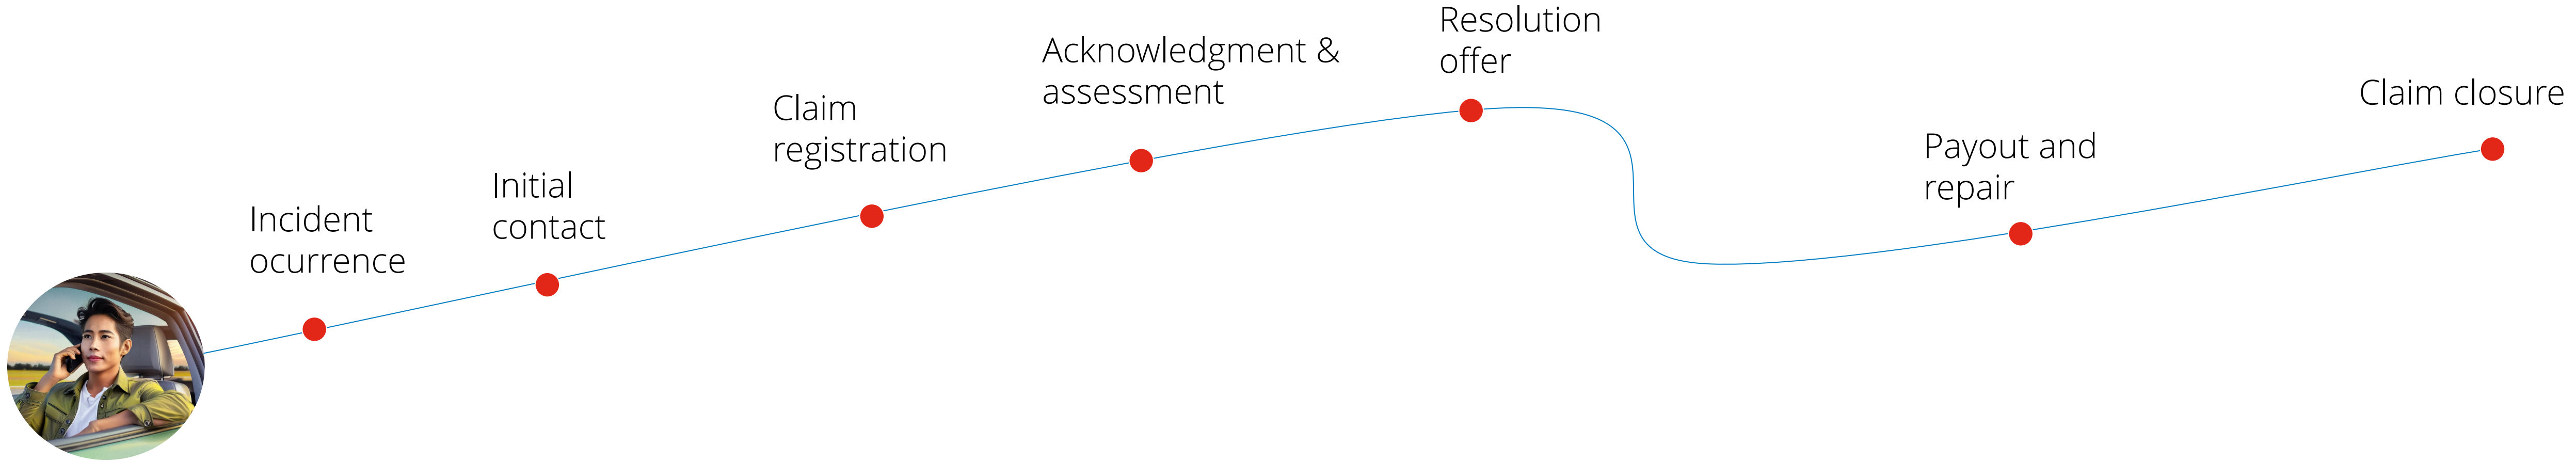 Incident
ocurrence
Initial
contact
Claim
registration
Acknowledgment &
assessment
Resolution
offer
Payout and
repair
Claim closure